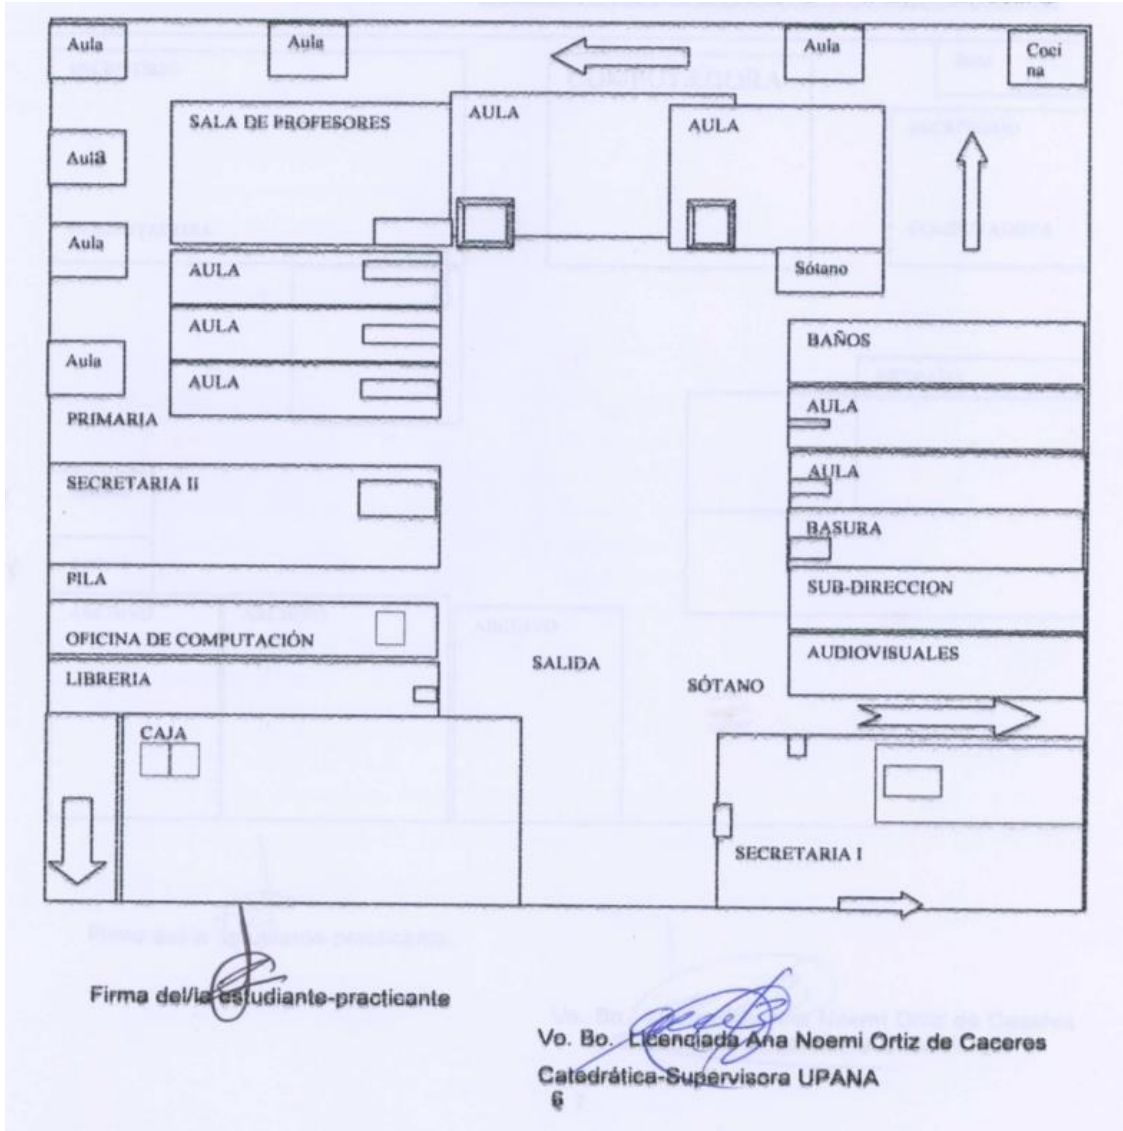 Aula
Aula
Aula
Coci
na
SALA DE PROFESORES
AULA
AULA
Aula
Aula
AULA
Sótano
AULA
BAÑOS
Aula
AULA
AULA
PRIMARIA
AULA
SECRETARIA II
BASURA
PILA
SUB-DIRECCION
OFICINA DE COMPUTACIÓN
AUDIOVISUALES
SALIDA
LIBRERIA
SÓTANO
CAJA
SECRETARIA I
Firma del/la estudiante-practicante
Vo. Bo. Licenciada Ana Noemi Ortiz de Caceres
Catedrática-Supervisora UPANA
6